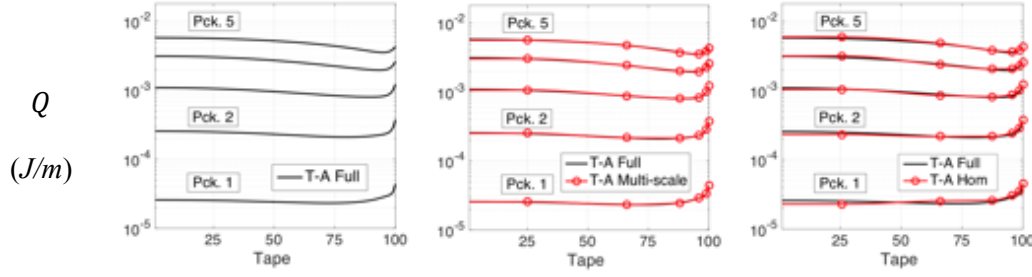 Q
(J/m)
10⁻²
10⁻³
10⁻⁴
10⁻⁵
Pck. 5
Pck. 2
Pck. 1
T-A Full
25 50 75 100
Tape
10⁻²
10⁻³
10⁻⁴
10⁻⁵
Pck. 5
Pck. 2
T-A Full
T-A Multi-scale
Pck. 1
25 50 75 100
Tape
10⁻²
10⁻³
10⁻⁴
10⁻⁵
Pck. 5
Pck. 2
T-A Full
T-A Hom
Pck. 1
25 50 75 100
Tape